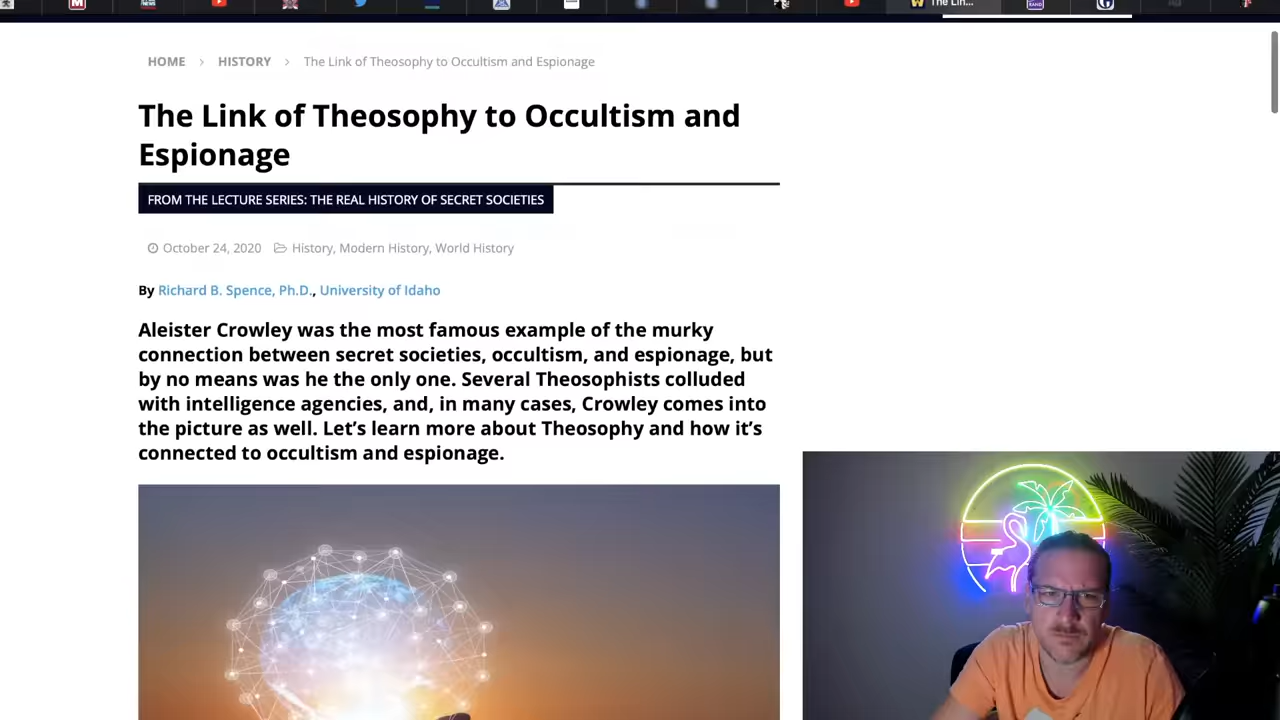 The Lin...
HOME > HISTORY > The Link of Theosophy to Occultism and Espionage
The Link of Theosophy to Occultism and
Espionage
FROM THE LECTURE SERIES: THE REAL HISTORY OF SECRET SOCIETIES
October 24, 2020 History, Modern History, World History
By Richard B. Spence, Ph.D., University of Idaho
Aleister Crowley was the most famous example of the murky
connection between secret societies, occultism, and espionage, but
by no means was he the only one. Several Theosophists colluded
with intelligence agencies, and, in many cases, Crowley comes into
the picture as well. Let’s learn more about Theosophy and how it’s
connected to occultism and espionage.